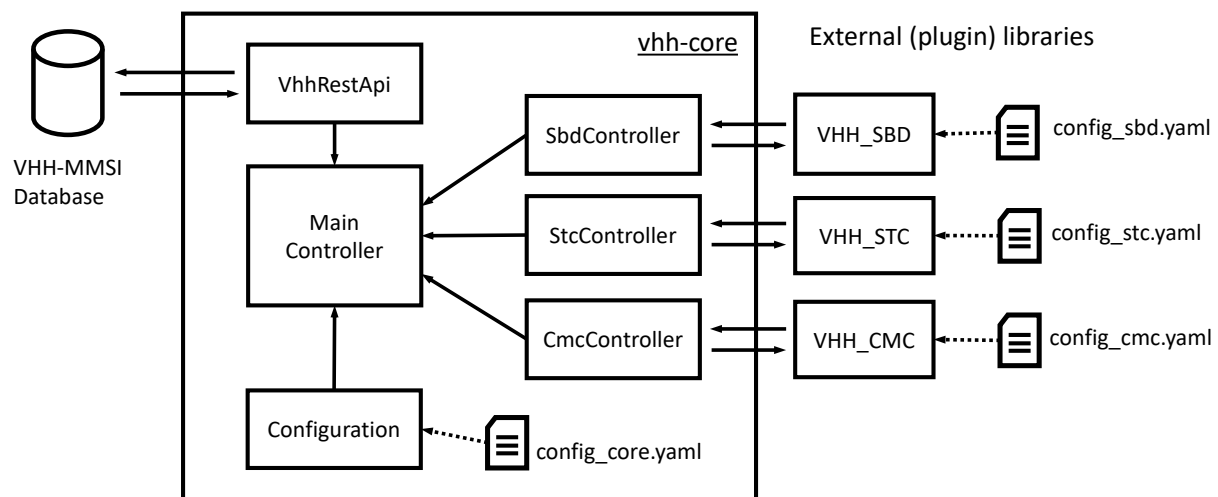 vhh-core
External (plugin) libraries
VhhRestApi
VHH-MMSI
Database
SbdController
VHH_SBD
config_sbd.yaml
Main
Controller
StcController
VHH_STC
config_stc.yaml
CmcController
VHH_CMC
config_cmc.yaml
Configuration
config_core.yaml